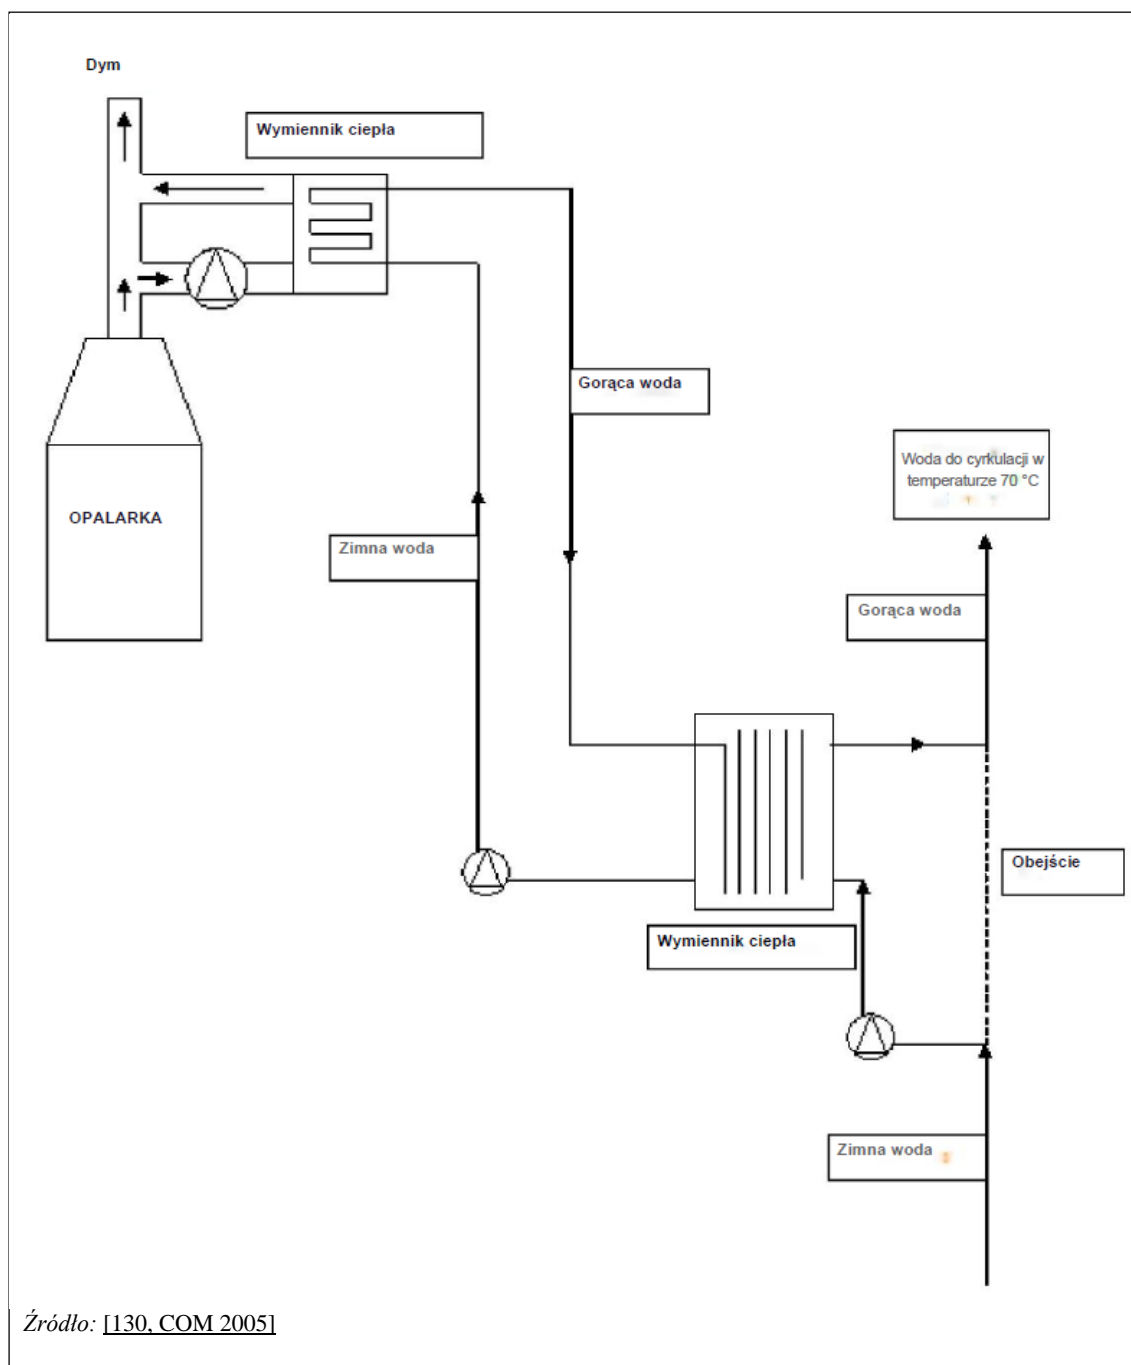 Dym
Wymiennik ciepła
Gorąca woda
Woda do cyrkulacji w
temperaturze 70 °C
OPALARKA
Zimna woda
Gorąca woda
Obejście
Wymiennik ciepła
Zimna woda
Źródło: [130, COM 2005]